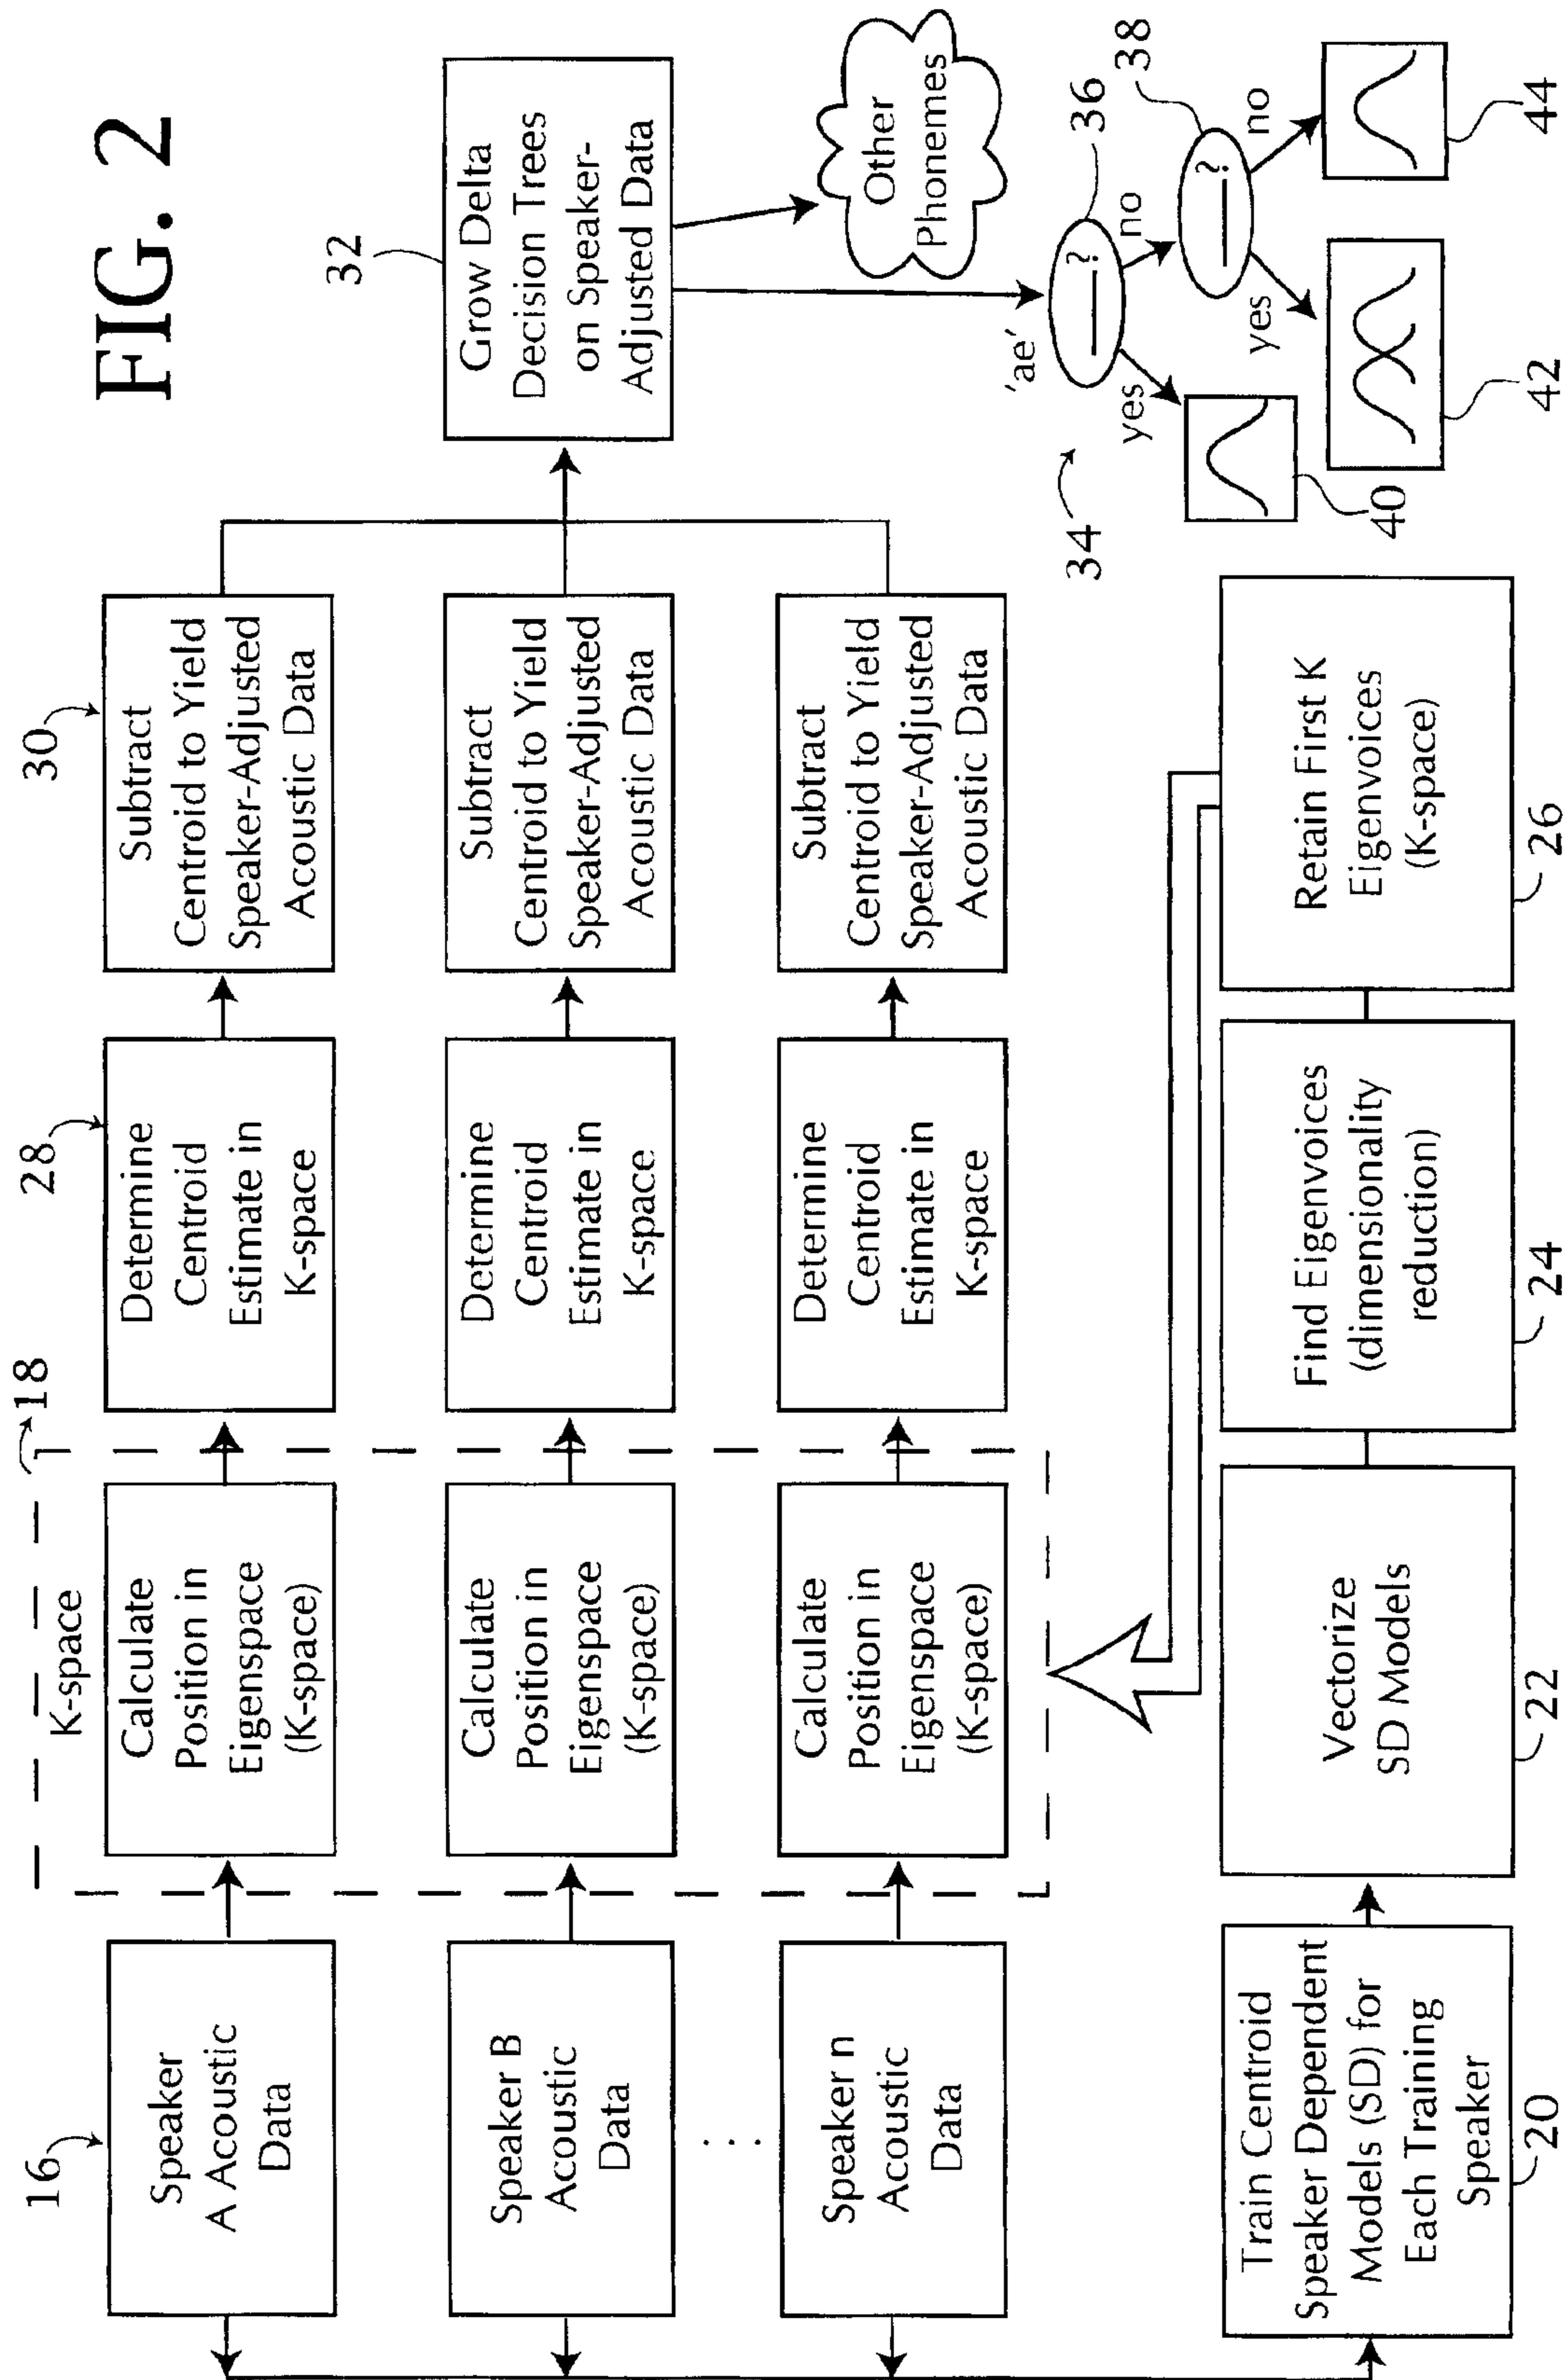 FIG. 2
16
Speaker
A Acoustic
Data
Speaker B
Acoustic
Data
. . .
Speaker n
Acoustic
Data
18
K-space
Calculate
Position in
Eigenspace
(K-space)
Calculate
Position in
Eigenspace
(K-space)
Calculate
Position in
Eigenspace
(K-space)
28
Determine
Centroid
Estimate in
K-space
Determine
Centroid
Estimate in
K-space
Determine
Centroid
Estimate in
K-space
30
Subtract
Centroid to Yield
Speaker-Adjusted
Acoustic Data
Subtract
Centroid to Yield
Speaker-Adjusted
Acoustic Data
Subtract
Centroid to Yield
Speaker-Adjusted
Acoustic Data
32
Grow Delta
Decision Trees
on Speaker-
Adjusted Data
Other
Phonemes
34
'ae'
?
36
yes
no
?
38
yes
no
40
42
44
Train Centroid
Speaker Dependent
Models (SD) for
Each Training
Speaker
20
Vectorize
SD Models
22
Find Eigenvoices
(dimensionality
reduction)
24
Retain First K
Eigenvoices
(K-space)
26